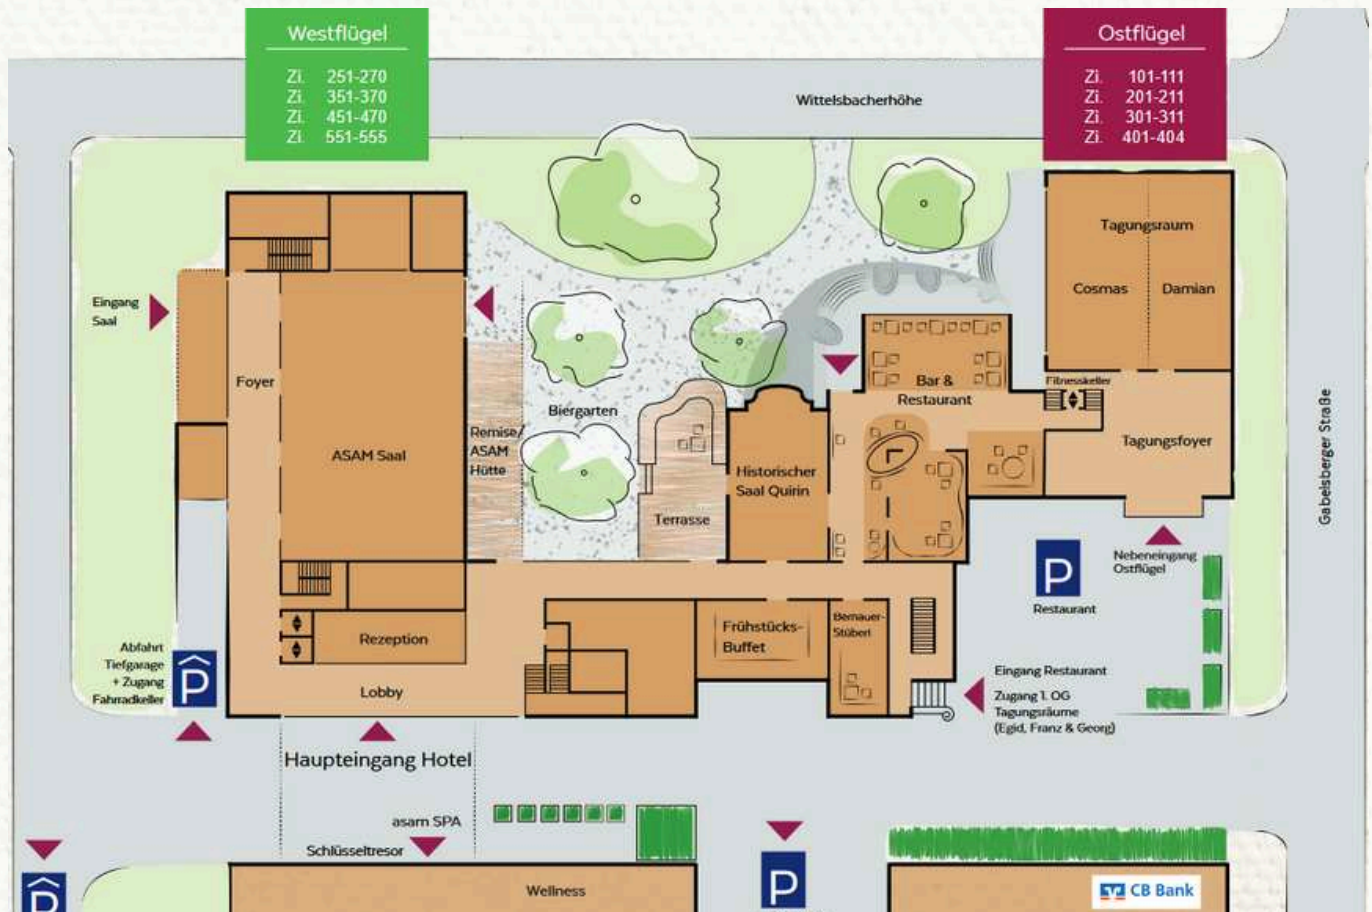 Westflügel
Zi. 251-270
Zi. 351-370
Zi. 451-470
Zi. 551-555
Ostflügel
Zi. 101-111
Zi. 201-211
Zi. 301-311
Zi. 401-404
Wittelsbacherhöhe
Tagungsraum
Cosmas
Damian
Eingang
Saal
Foyer
Fitnesskeller
Bar &
Restaurant
Biergarten
Gabelsberger Straße
Remise/
ASAM
Hütte
ASAM Saal
Tagungsfoyer
Historischer
Saal Quirin
Terrasse
Nebeneingang
Ostflügel
P
Restaurant
Frühstücks-
Buffet
Bernauer-
Stüberl
Rezeption
Abfahrt
Tiefgarage
+ Zugang
Fahrradkeller
P
Lobby
Eingang Restaurant
Zugang 1. OG
Tagungsräume
(Egid, Franz & Georg)
Haupteingang Hotel
asam SPA
Schlüsseltresor
P
Wellness
P
CB Bank